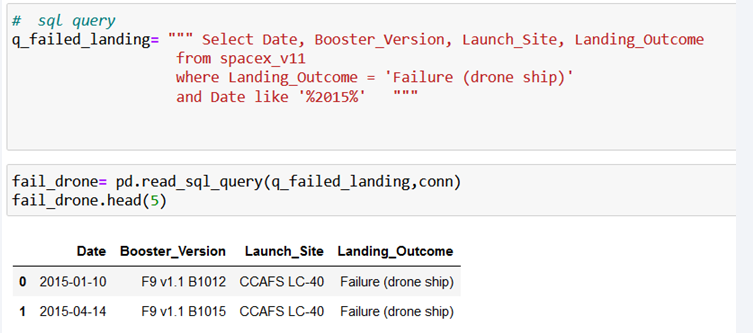 #  sql query
q_failed_landing= """ Select Date, Booster_Version, Launch_Site, Landing_Outcome
from spacex_v11
where Landing_Outcome = 'Failure (drone ship)'
and Date like '%2015%'   """
fail_drone= pd.read_sql_query(q_failed_landing,conn)
fail_drone.head(5)
Date Booster_Version Launch_Site Landing_Outcome
0 2015-01-10 F9 v1.1 B1012 CCAFS LC-40 Failure (drone ship)
1 2015-04-14 F9 v1.1 B1015 CCAFS LC-40 Failure (drone ship)